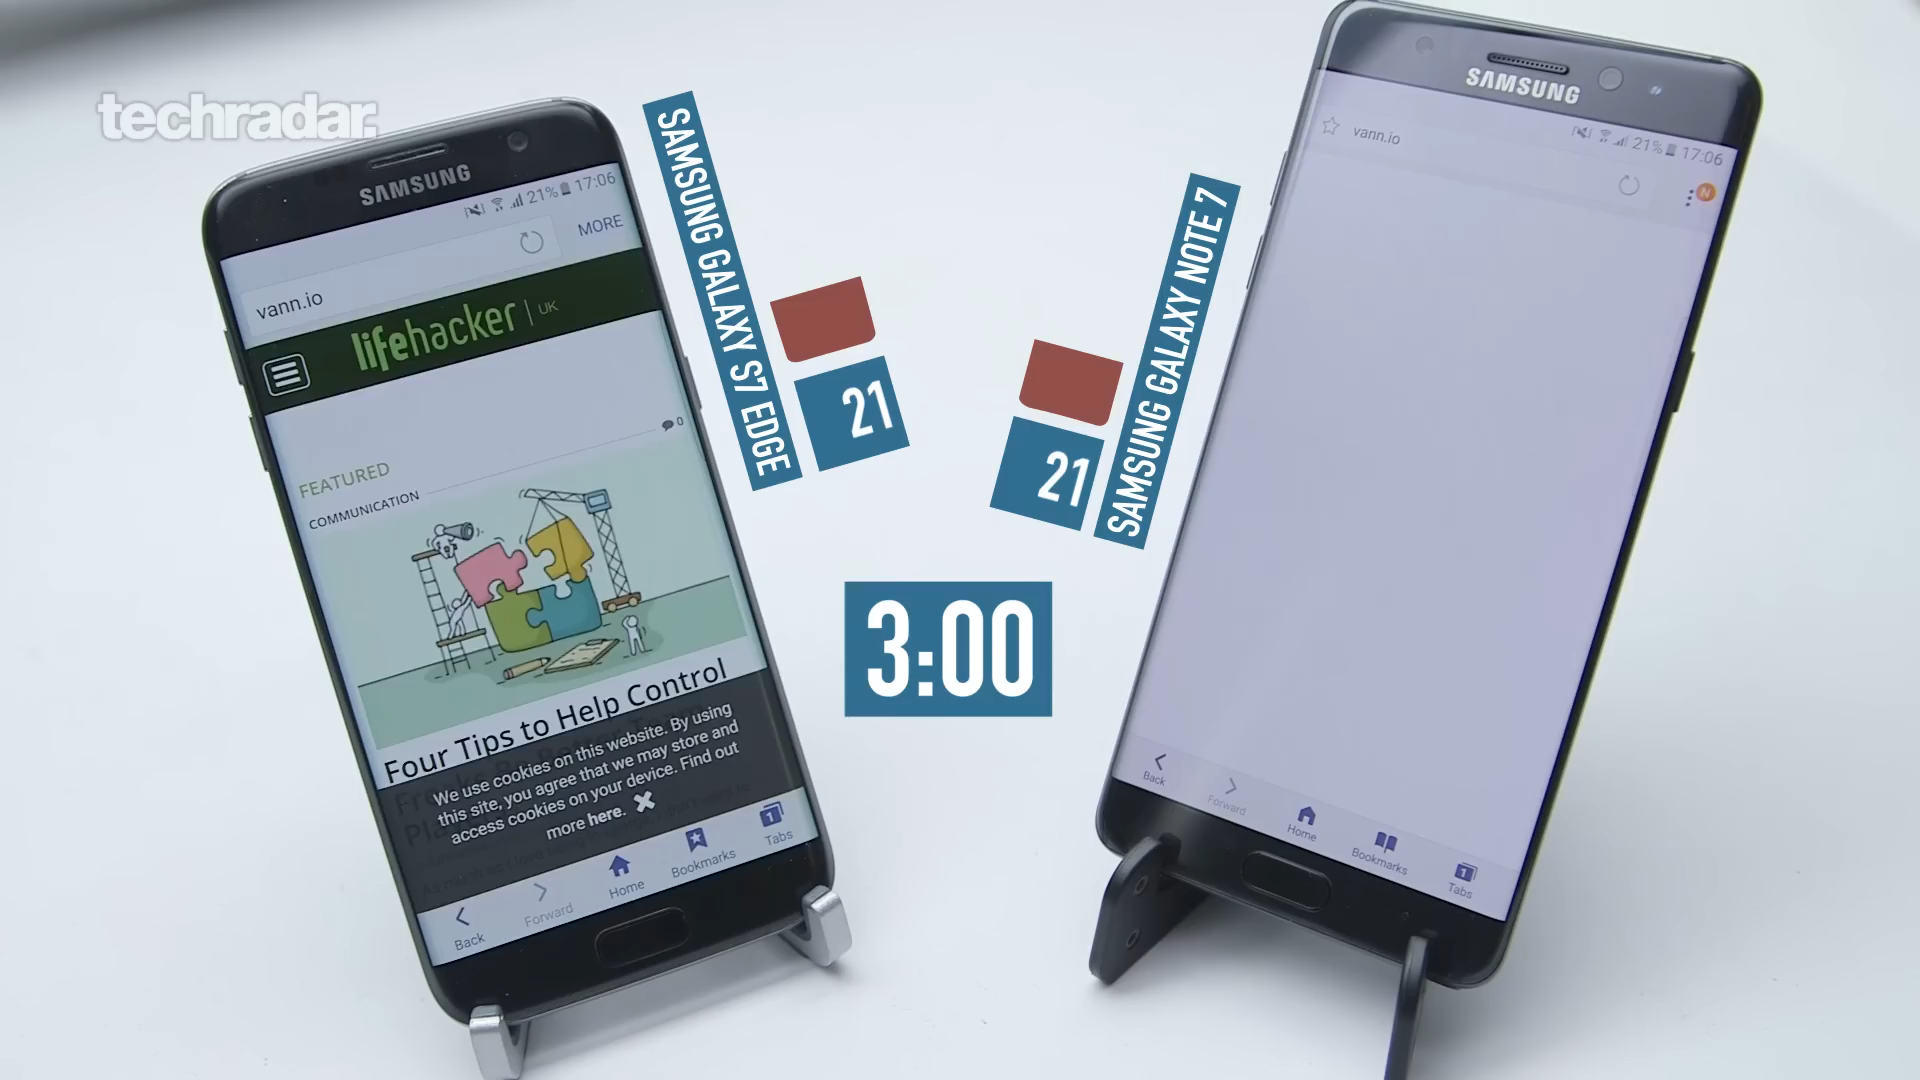 techradar.
SAMSUNG
21% 17:06
MORE
vann.io
lifehacker | UK
0
FEATURED
COMMUNICATION
Four Tips to Help Control
We use cookies on this website. By using
this site, you agree that we may store and
access cookies on your device. Find out
more here.
Back
Forward
Home
Bookmarks
1
Tabs
SAMSUNG GALAXY S7 EDGE
21
SAMSUNG GALAXY NOTE 7
21
3:00
SAMSUNG
21% 17:06
vann.io
N
Back
Forward
Home
Bookmarks
1
Tabs